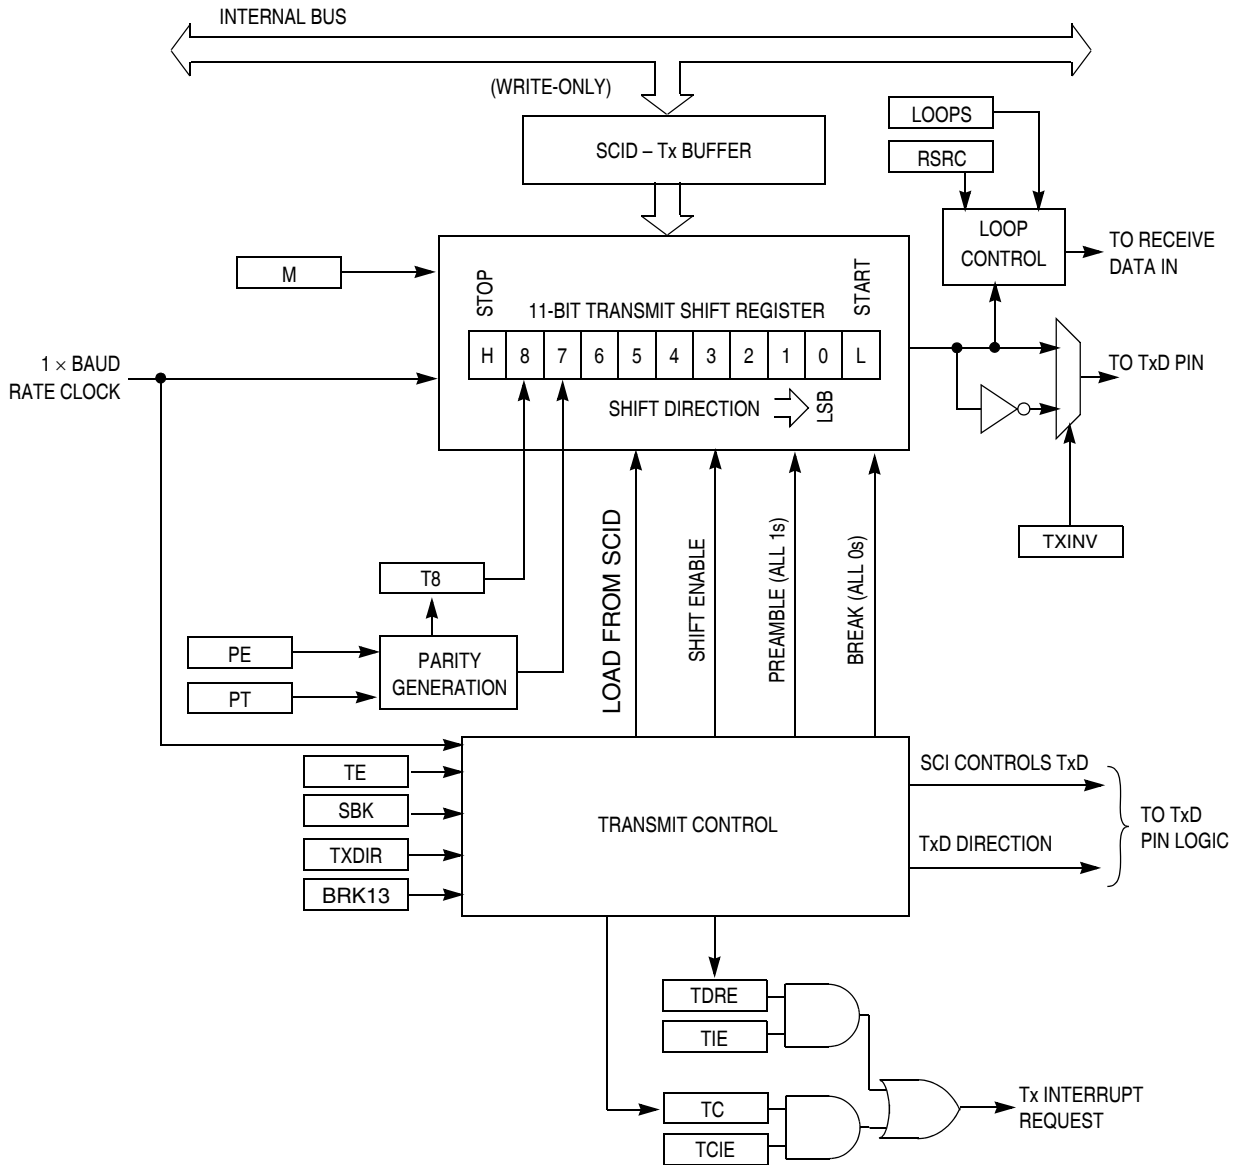 INTERNAL BUS
(WRITE-ONLY)
SCID – Tx BUFFER
LOOPS
RSRC
LOOP
CONTROL
TO RECEIVE
DATA IN
M
STOP
START
11-BIT TRANSMIT SHIFT REGISTER
H 8 7 6 5 4 3 2 1 0 L
SHIFT DIRECTION
LSB
1 × BAUD
RATE CLOCK
TO TxD PIN
TXINV
T8
PE
PT
PARITY
GENERATION
LOAD FROM SCID
SHIFT ENABLE
PREAMBLE (ALL 1s)
BREAK (ALL 0s)
TE
SBK
TXDIR
BRK13
TRANSMIT CONTROL
SCI CONTROLS TxD
TxD DIRECTION
TO TxD
PIN LOGIC
TDRE
TIE
TC
TCIE
Tx INTERRUPT
REQUEST